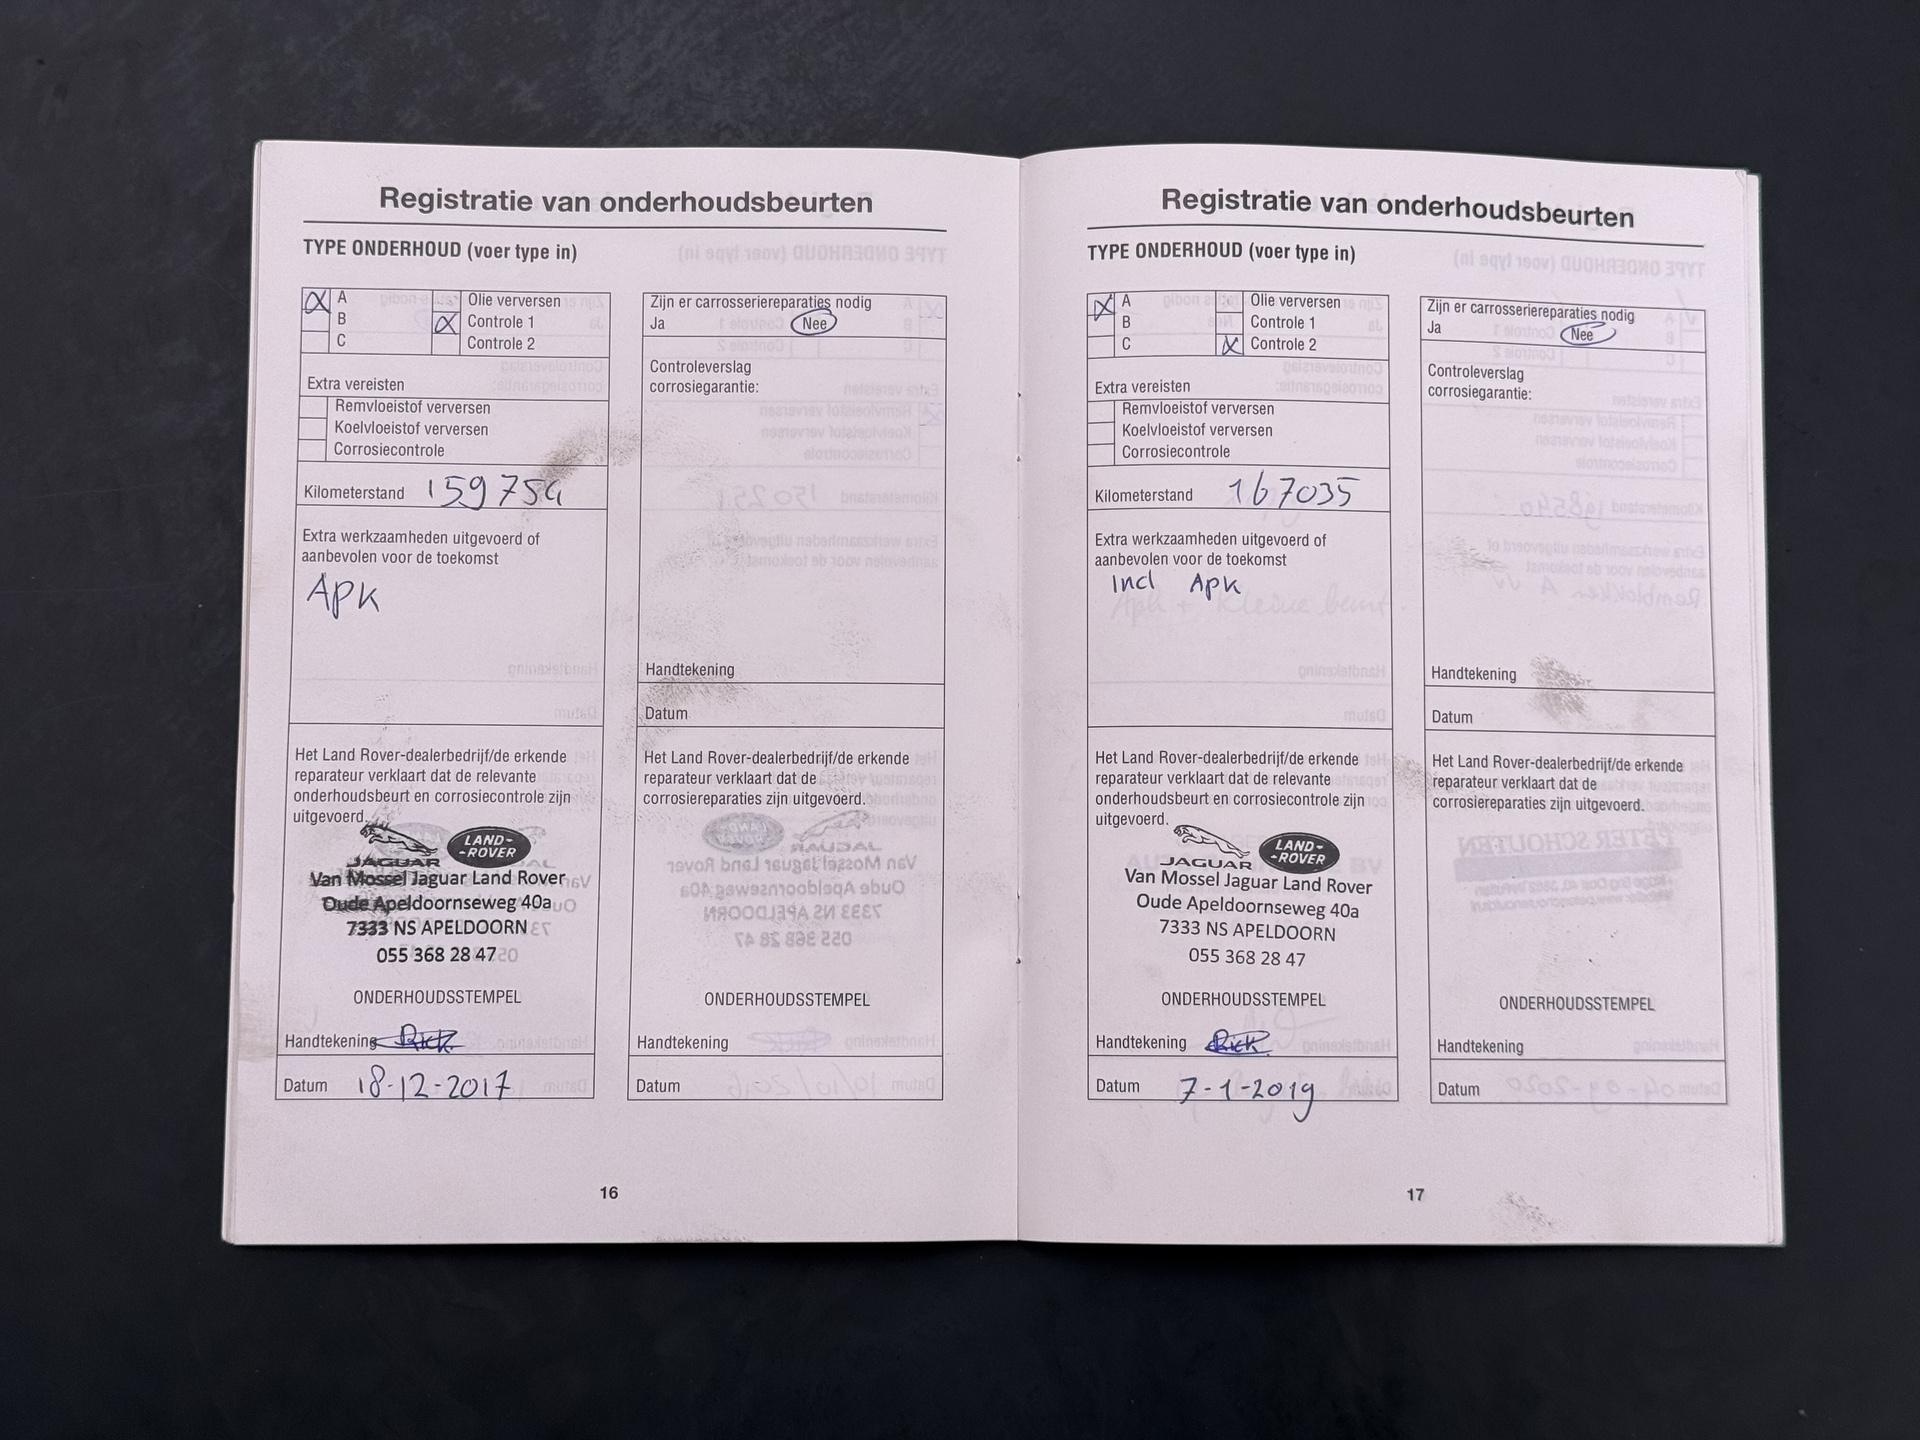 Registratie van onderhoudsbeurten
TYPE ONDERHOUD (voer type in)
A
B
C
Olie verversen
Controle 1
Controle 2
Extra vereisten
Remvloeistof verversen
Koelvloeistof verversen
Corrosiecontrole
Kilometerstand 159754
Extra werkzaamheden uitgevoerd of
aanbevolen voor de toekomst
Apk
Het Land Rover-dealerbedrijf/de erkende
reparateur verklaart dat de relevante
onderhoudsbeurt en corrosiecontrole zijn
uitgevoerd.
JAGUAR
LAND-
-ROVER
Van Mossel Jaguar Land Rover
Oude Apeldoornseweg 40a
7333 NS APELDOORN
055 368 28 47
ONDERHOUDSSTEMPEL
Handtekening Rick
Datum 18-12-2017
Zijn er carrosseriereparaties nodig
Ja Nee
Controleverslag
corrosiegarantie:
Handtekening
Datum
Het Land Rover-dealerbedrijf/de erkende
reparateur verklaart dat de
corrosiereparaties zijn uitgevoerd.
ONDERHOUDSSTEMPEL
Handtekening
Datum
16
Registratie van onderhoudsbeurten
TYPE ONDERHOUD (voer type in)
A
B
C
Olie verversen
Controle 1
Controle 2
Extra vereisten
Remvloeistof verversen
Koelvloeistof verversen
Corrosiecontrole
Kilometerstand 167035
Extra werkzaamheden uitgevoerd of
aanbevolen voor de toekomst
Incl Apk
Het Land Rover-dealerbedrijf/de erkende
reparateur verklaart dat de relevante
onderhoudsbeurt en corrosiecontrole zijn
uitgevoerd.
JAGUAR
LAND-
-ROVER
Van Mossel Jaguar Land Rover
Oude Apeldoornseweg 40a
7333 NS APELDOORN
055 368 28 47
ONDERHOUDSSTEMPEL
Handtekening Rick
Datum 7-1-2019
Zijn er carrosseriereparaties nodig
Ja Nee
Controleverslag
corrosiegarantie:
Handtekening
Datum
Het Land Rover-dealerbedrijf/de erkende
reparateur verklaart dat de
corrosiereparaties zijn uitgevoerd.
ONDERHOUDSSTEMPEL
Handtekening
Datum
17